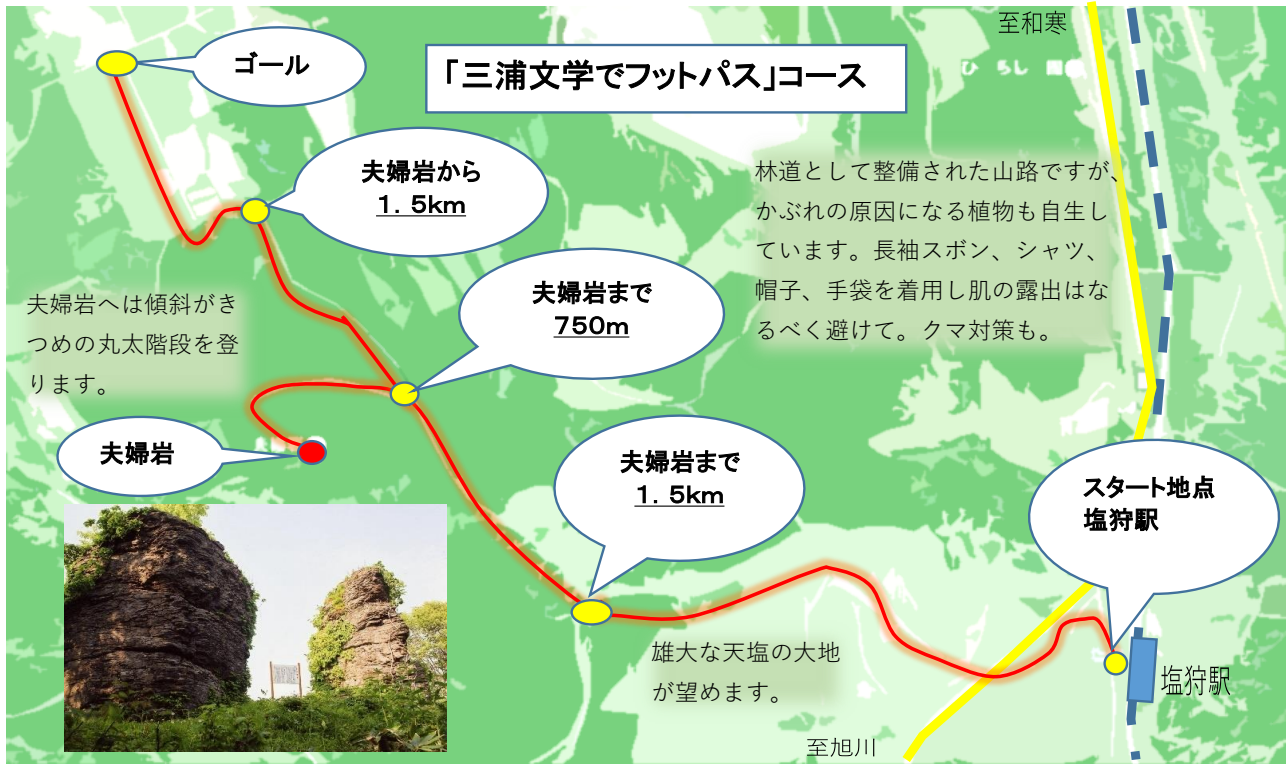 至和寒
ゴール
「三浦文学でフットパス」コース
ひ らし 園
夫婦岩から
1．5km
林道として整備された山路ですが、
かぶれの原因になる植物も自生し
ています。長袖スボン、シャツ、
帽子、手袋を着用し肌の露出はな
るべく避けて。クマ対策も。
夫婦岩まで
750m
夫婦岩へは傾斜がき
つめの丸太階段を登
ります。
夫婦岩
夫婦岩まで
1．5km
スタート地点
塩狩駅
雄大な天塩の大地
が望めます。
塩狩駅
至旭川